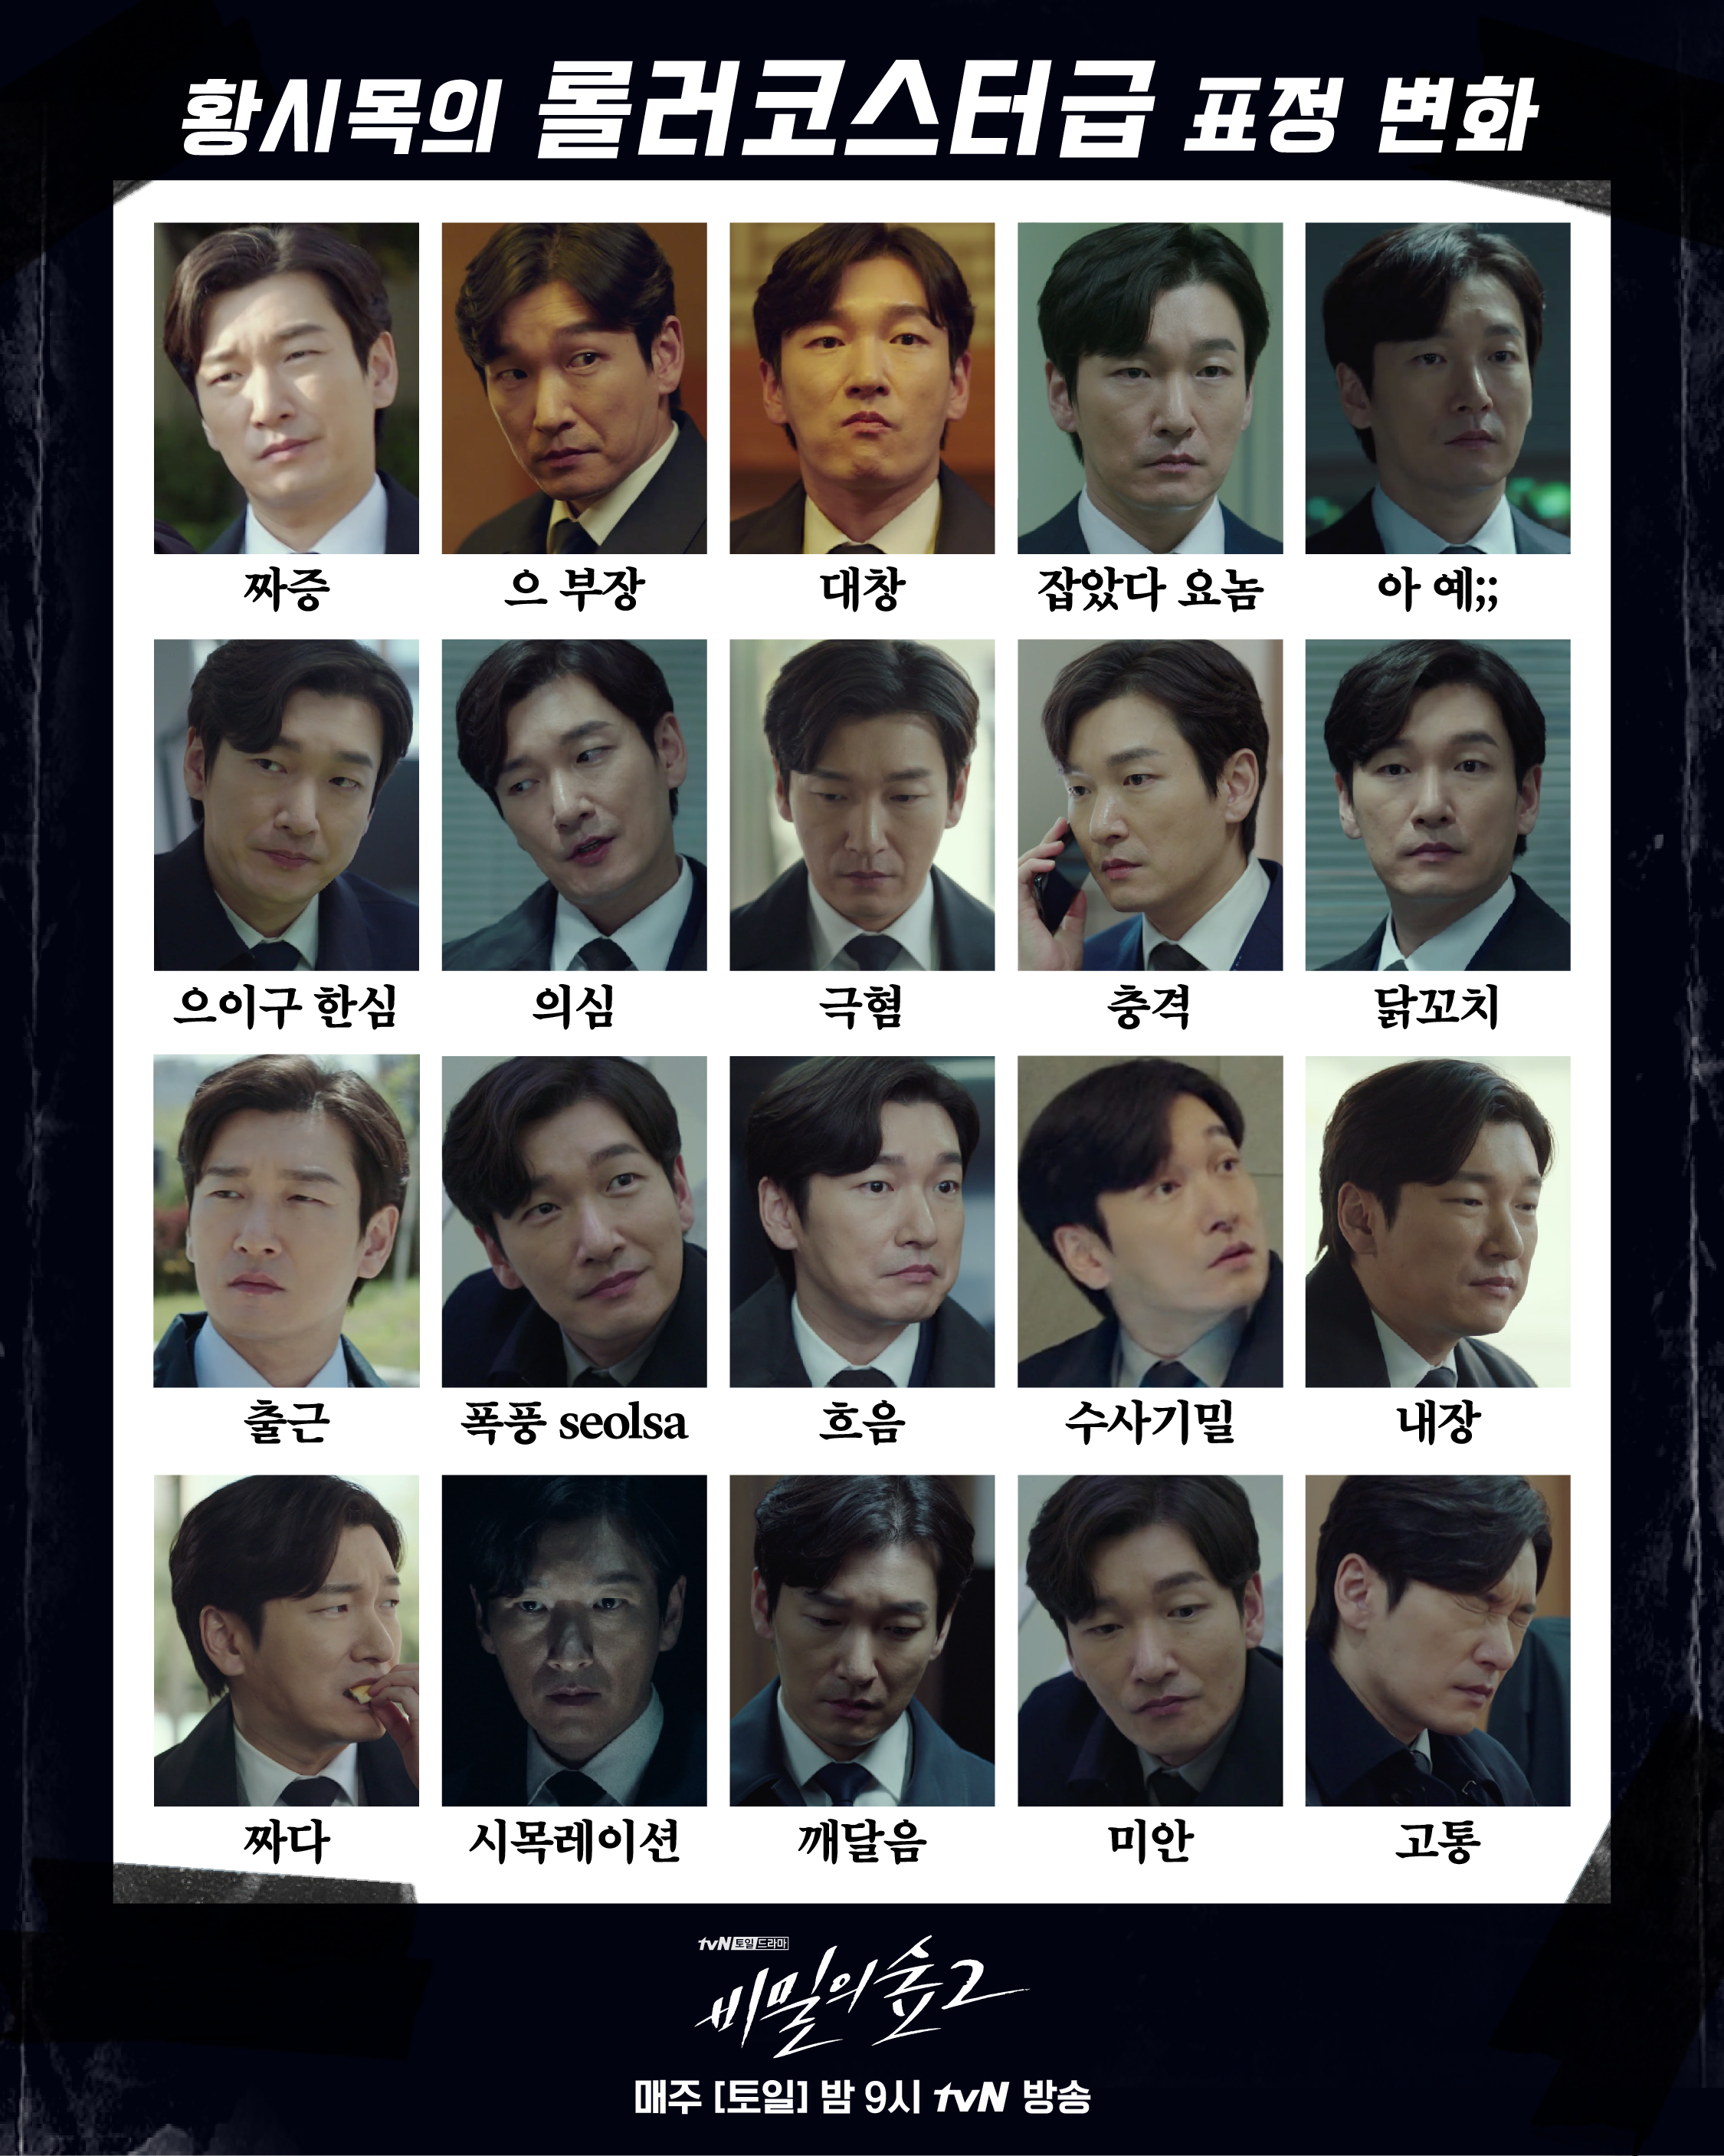 황시목의 롤러코스터급 표정 변화
짜증 으 부장 대창 잡았다 요놈 아 예;;
으이구 한심 의심 극혐 충격 닭꼬치
출근 폭풍 seolsa 흐음 수사기밀 내장
짜다 시목레이션 깨달음 미안 고통
tvN 토일드라마
비밀의 숲2
매주 [토일] 밤 9시 tvN 방송